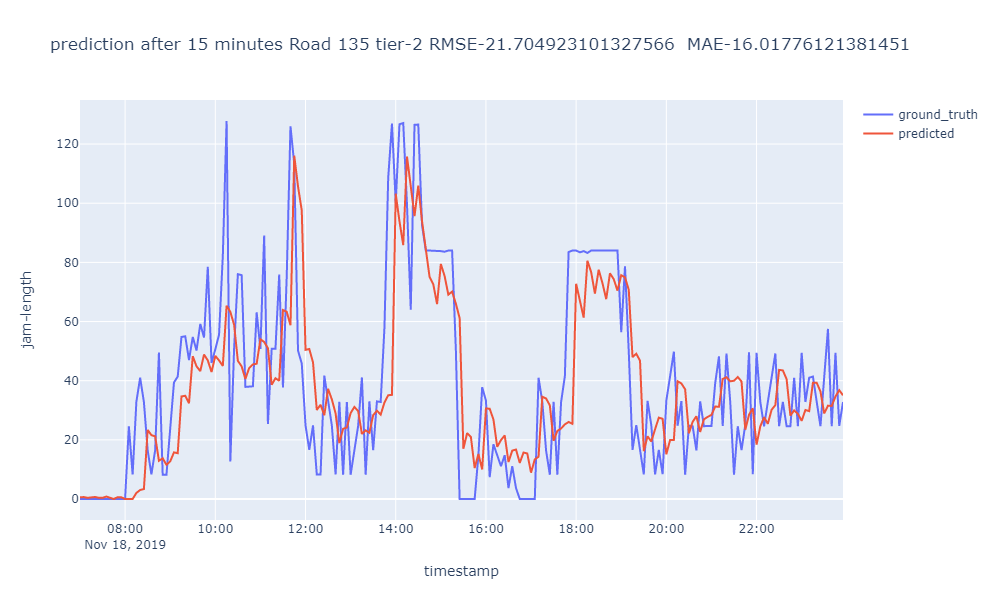 prediction after 15 minutes Road 135 tier-2 RMSE-21.704923101327566  MAE-16.01776121381451
ground_truth
predicted
120
100
80
60
40
20
0
jam-length
08:00 10:00 12:00 14:00 16:00 18:00 20:00 22:00
Nov 18, 2019
timestamp